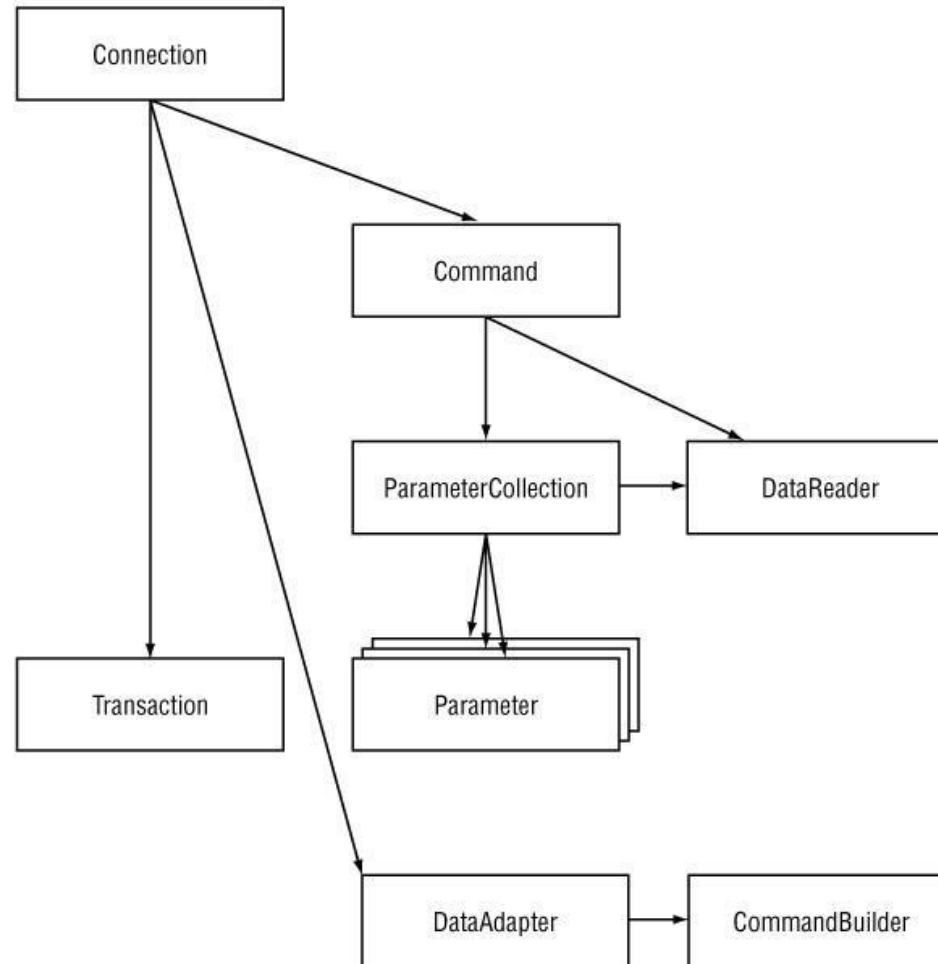 Connection
Command
ParameterCollection
DataReader
Transaction
Parameter
DataAdapter
CommandBuilder